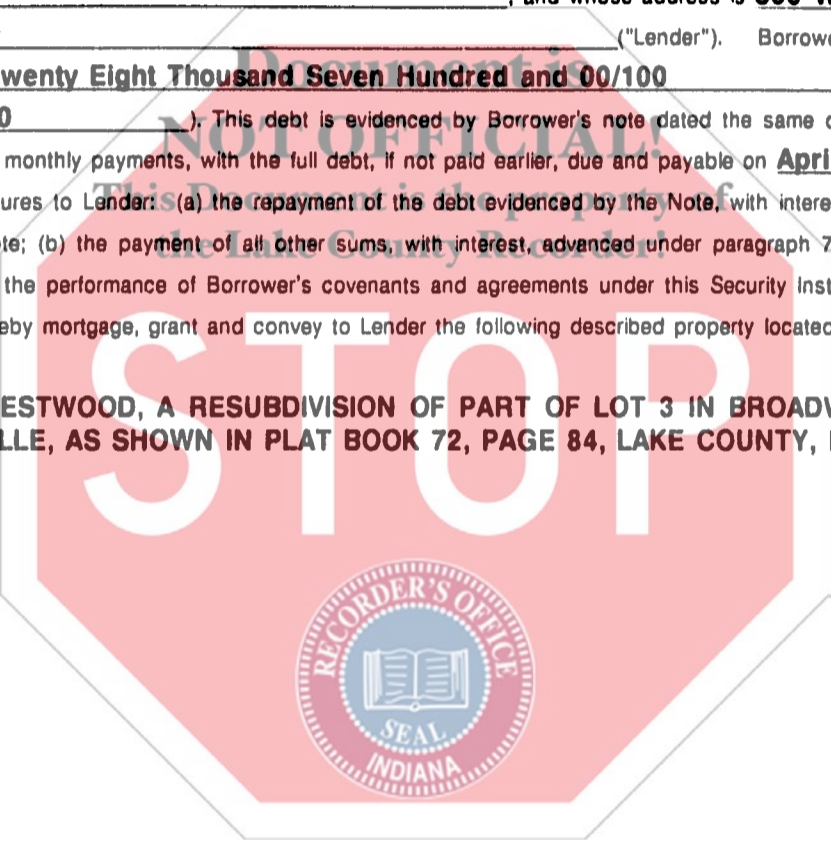 , and whose address is
("Lender"). Borrowe
wenty Eight Thousand Seven Hundred and 00/100
0 ). This debt is evidenced by Borrower's note dated the same
monthly payments, with the full debt, if not paid earlier, due and payable on Apri
ures to Lender: (a) the repayment of the debt evidenced by the Note, with intere
te; (b) the payment of all other sums, with interest, advanced under paragraph 7
the performance of Borrower's covenants and agreements under this Security Inst
eby mortgage, grant and convey to Lender the following described property located
ESTWOOD, A RESUBDIVISION OF PART OF LOT 3 IN BROADV
LLE, AS SHOWN IN PLAT BOOK 72, PAGE 84, LAKE COUNTY,
Document is
NOT OFFICIAL!
This Document is the property of
the Lake County Recorder!
STOP
RECORDER'S OFFICE
SEAL
INDIANA